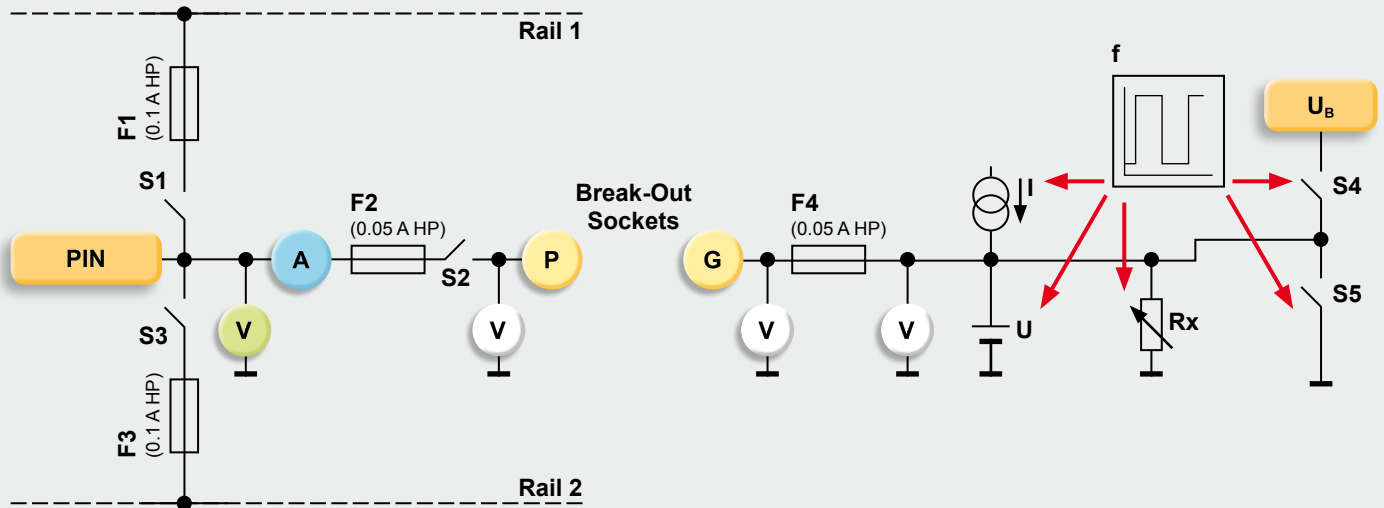 Rail 1
F1
(0.1 A HP)
S1
PIN
S3
V
F3
(0.1 A HP)
Rail 2
A
F2
(0.05 A HP)
S2
V
P
Break-Out
Sockets
G
V
F4
(0.05 A HP)
V
I
U
f
Rx
U_B
S4
S5